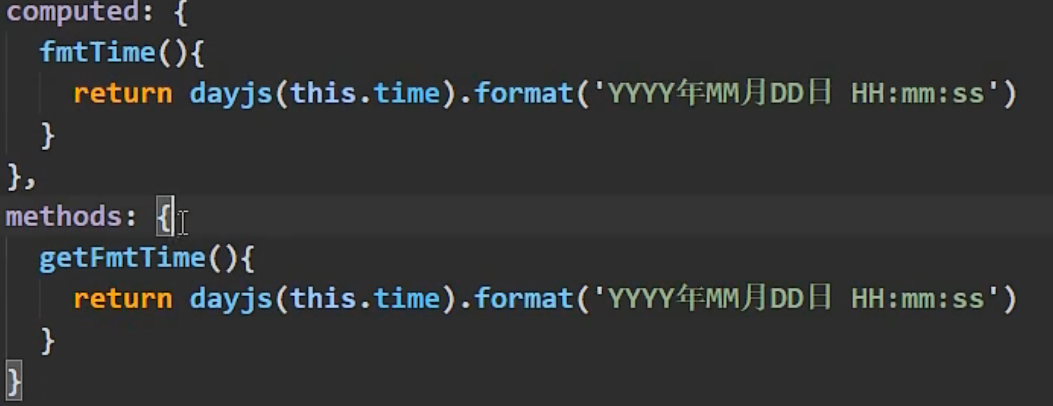 computed: {
  fmtTime(){
    return dayjs(this.time).format('YYYY年MM月DD日 HH:mm:ss')
  }
},
methods: {
  getFmtTime(){
    return dayjs(this.time).format('YYYY年MM月DD日 HH:mm:ss')
  }
}